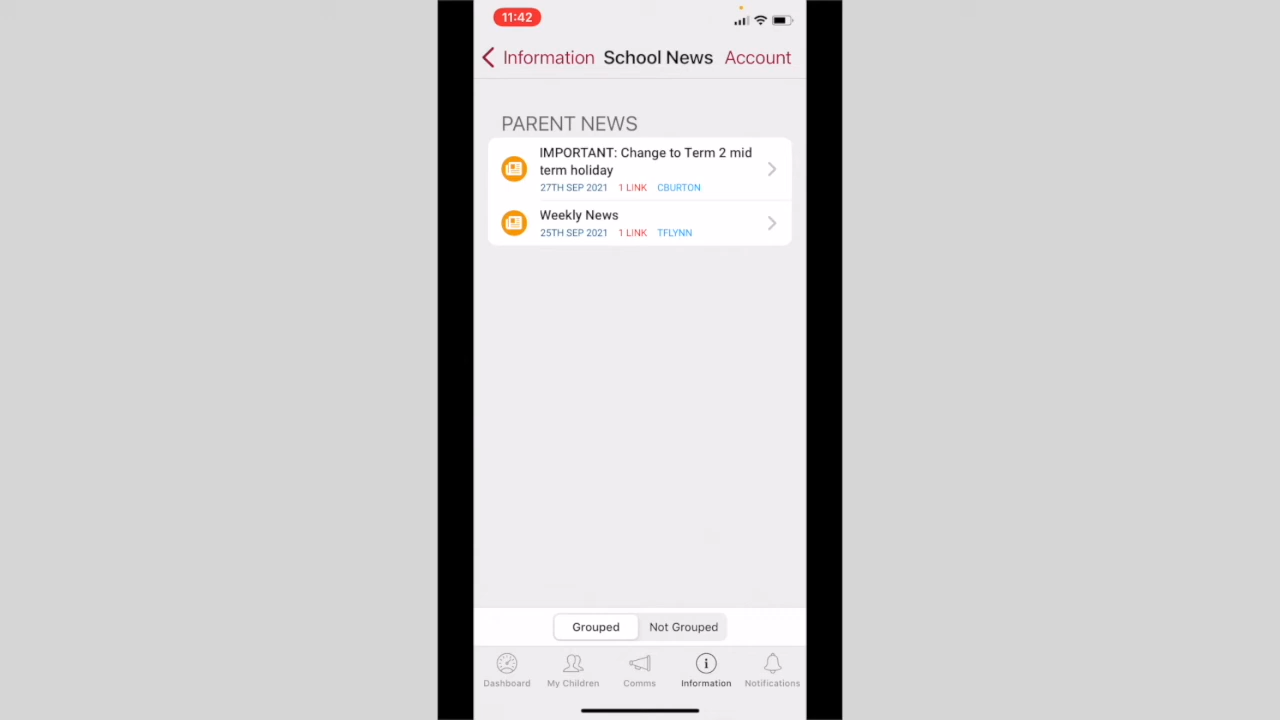 11:42
Information School News Account
PARENT NEWS
IMPORTANT: Change to Term 2 mid
term holiday
27TH SEP 2021 1 LINK CBURTON
Weekly News
25TH SEP 2021 1 LINK TFLYNN
Grouped Not Grouped
Dashboard My Children Comms Information Notifications